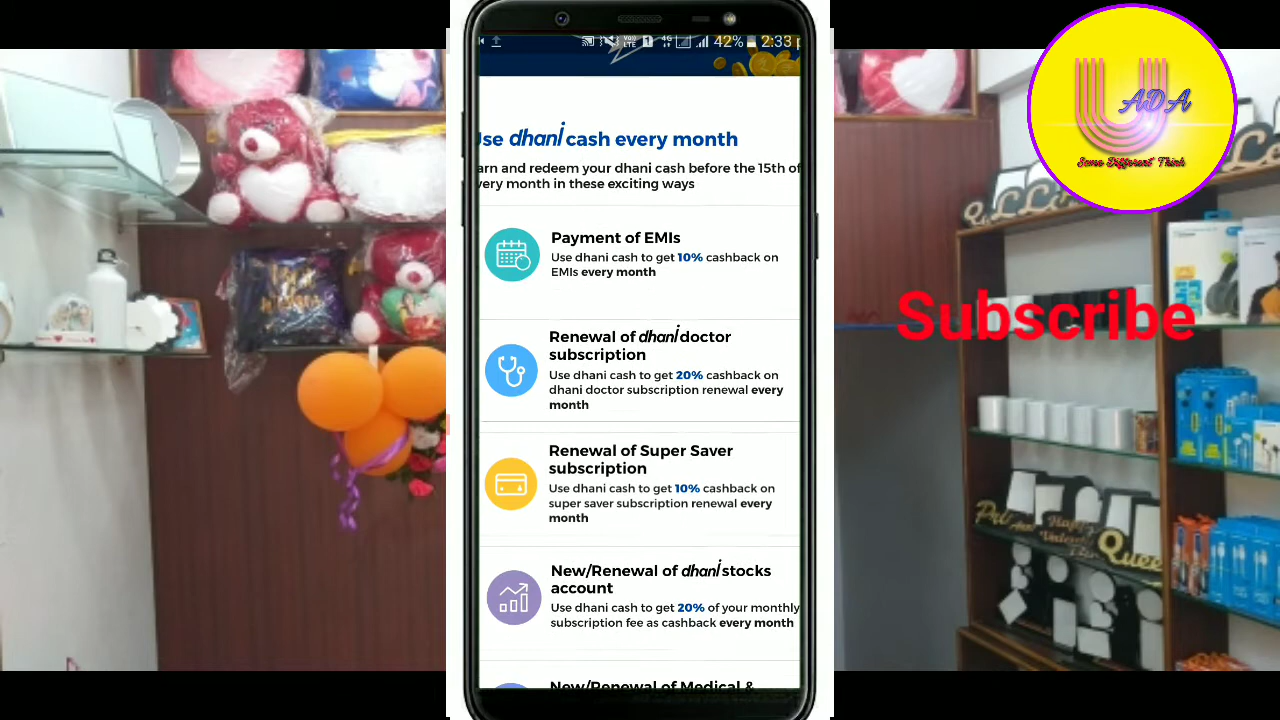 42% 2:33
Use dhani cash every month
arn and redeem your dhani cash before the 15th of
very month in these exciting ways
Payment of EMIs
Use dhani cash to get 10% cashback on
EMIs every month
Renewal of dhani doctor
subscription
Use dhani cash to get 20% cashback on
dhani doctor subscription renewal every
month
Renewal of Super Saver
subscription
Use dhani cash to get 10% cashback on
super saver subscription renewal every
month
New/Renewal of dhani stocks
account
Use dhani cash to get 20% of your monthly
subscription fee as cashback every month
New/Renewal of Medical &
U ADA
Some Different Think
Subscribe
Happy
Queen